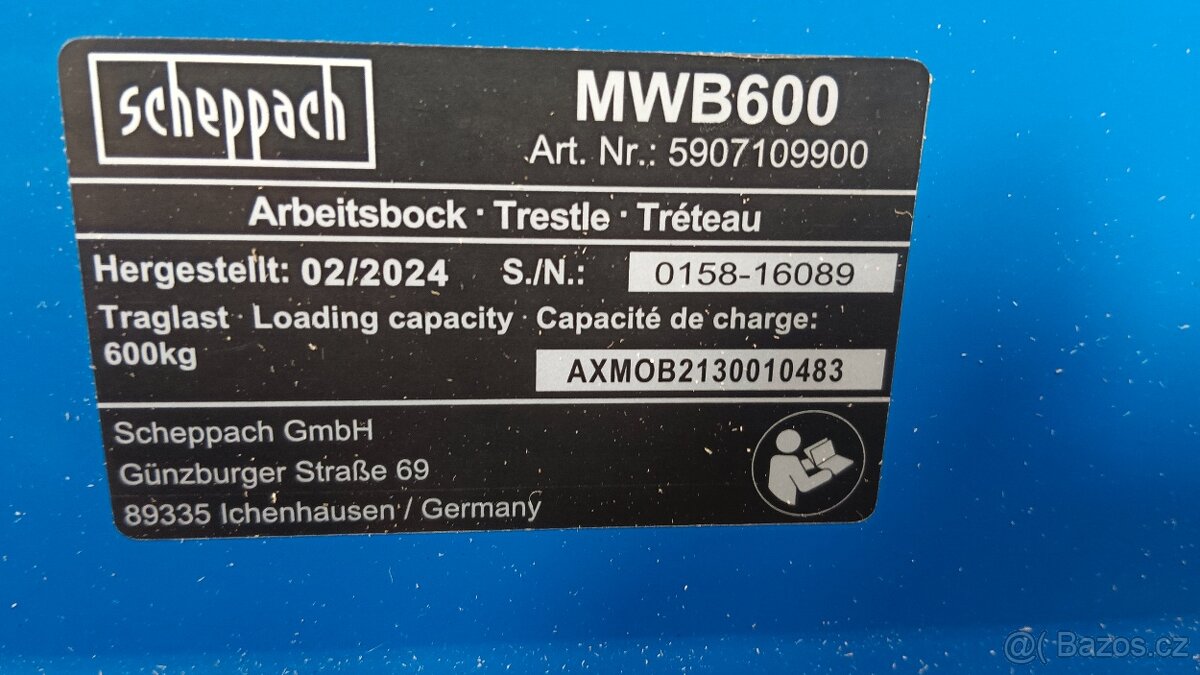 scheppach
MWB600
Art. Nr.: 5907109900
Arbeitsbock · Trestle · Tréteau
Hergestellt: 02/2024 S./N.: 0158-16089
Traglast · Loading capacity · Capacité de charge:
600kg
AXMOB2130010483
Scheppach GmbH
Günzburger Straße 69
89335 Ichenhausen / Germany
@( Bazos.cz